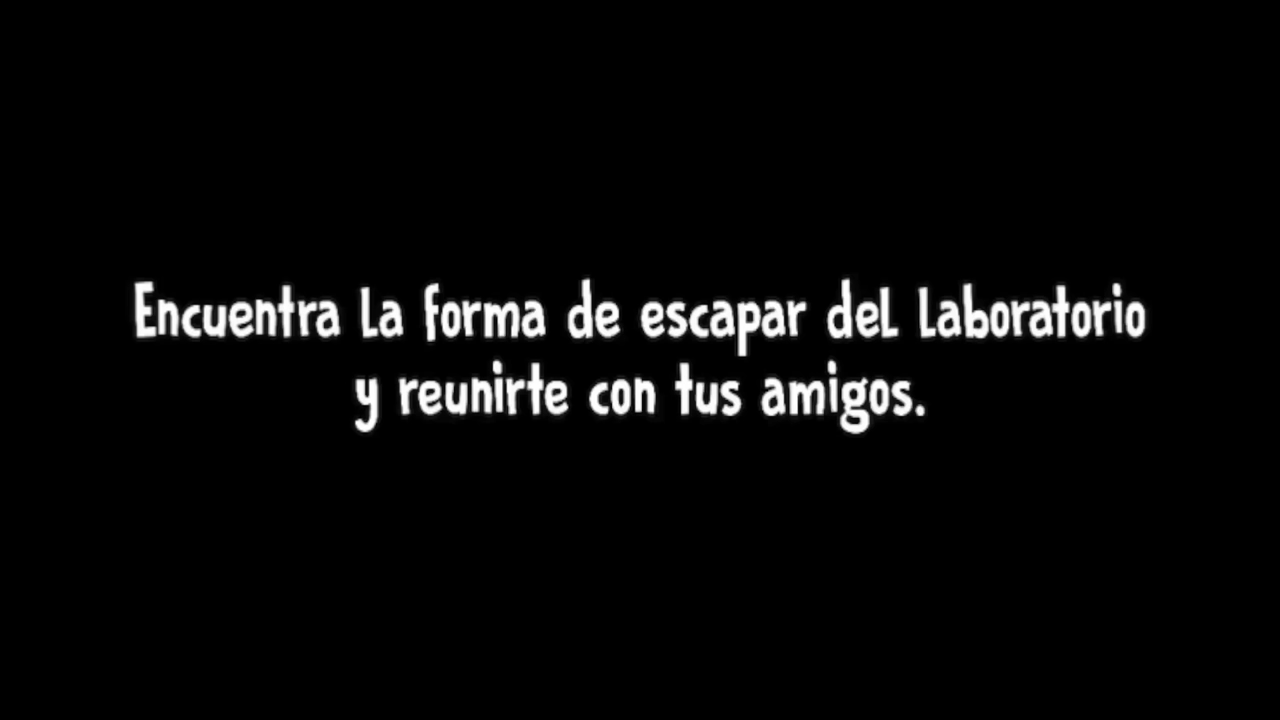 Encuentra la forma de escapar del laboratorio
y reunirte con tus amigos.